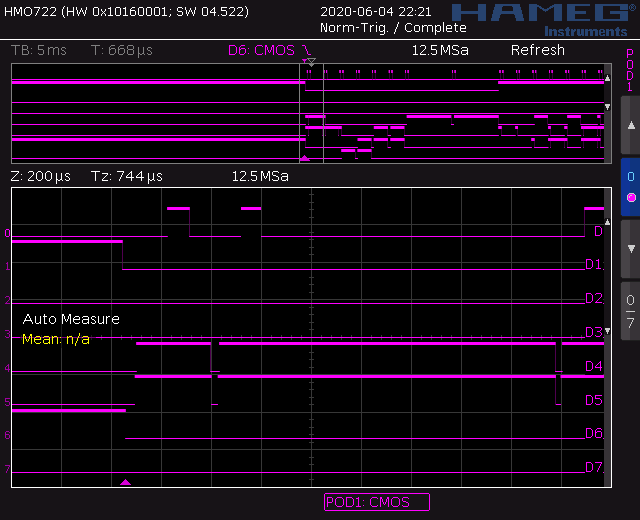 HMO722 (HW 0x10160001; SW 04.522)
2020-06-04 22:21
HAMEG
Instruments
Norm-Trig. / Complete
TB: 5ms
T: 668µs
D6: CMOS
12.5MSa
Refresh
POD1
Z: 200µs
Tz: 744µs
12.5MSa
0
D
1
D1
2
D2
Auto Measure
3
D3
Mean: n/a
4
D4
5
D5
6
D6
7
D7
0
0
7
POD1: CMOS